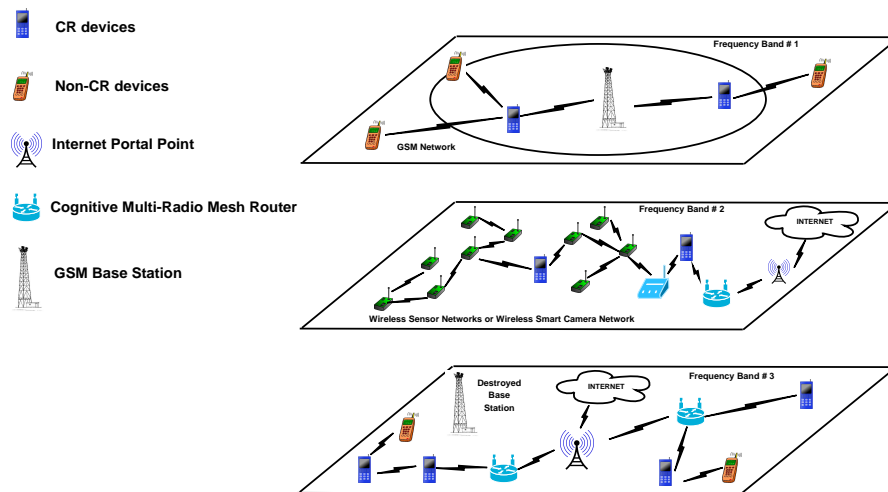 CR devices
Non-CR devices
Internet Portal Point
Cognitive Multi-Radio Mesh Router
GSM Base Station
Frequency Band # 1
GSM Network
Frequency Band # 2
INTERNET
Wireless Sensor Networks or Wireless Smart Camera Network
Frequency Band # 3
Destroyed
Base
Station
INTERNET